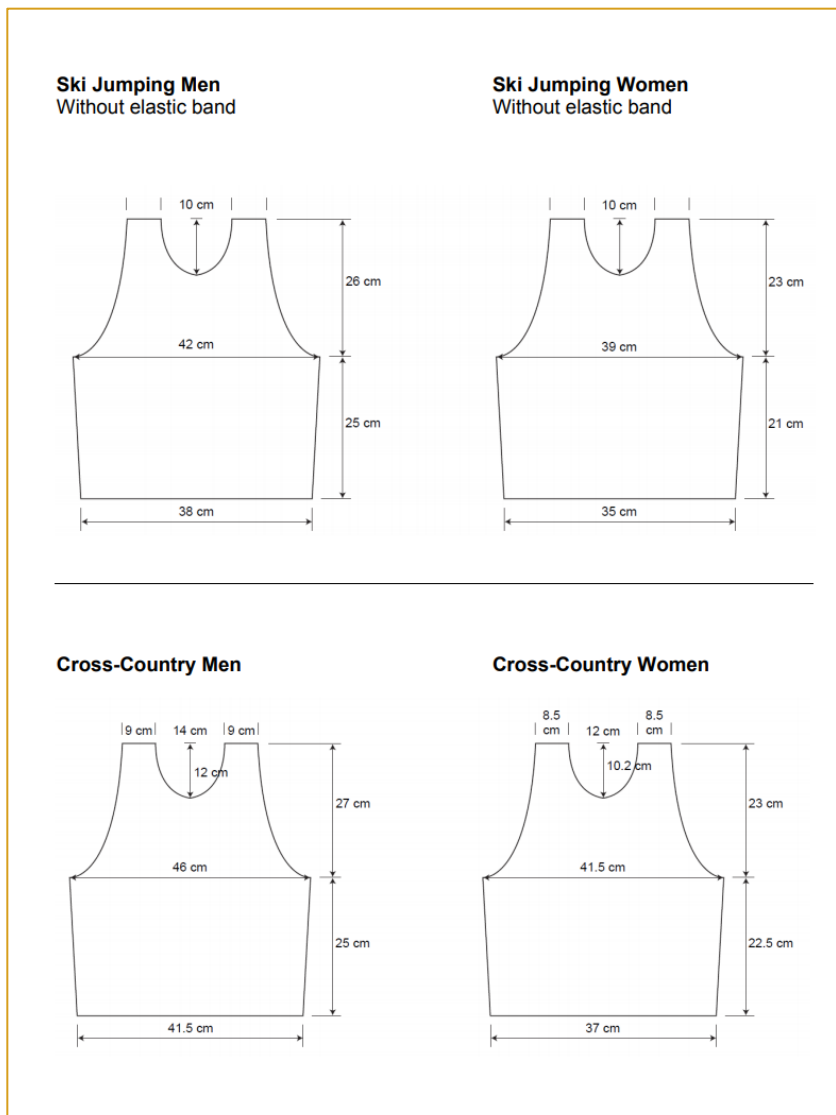 Ski Jumping Men
Without elastic band
Ski Jumping Women
Without elastic band
10 cm
26 cm
42 cm
25 cm
38 cm
10 cm
23 cm
39 cm
21 cm
35 cm
Cross-Country Men
Cross-Country Women
9 cm 14 cm 9 cm
12 cm
27 cm
46 cm
25 cm
41.5 cm
8.5 cm 12 cm 8.5 cm
10.2 cm
23 cm
41.5 cm
22.5 cm
37 cm